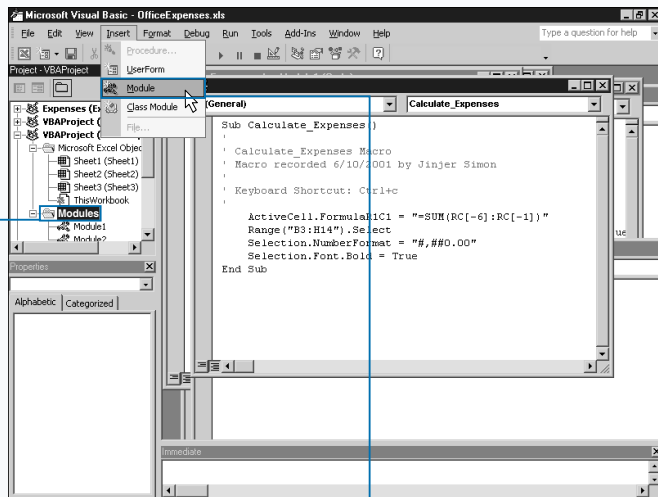 Microsoft Visual Basic - OfficeExpenses.xls
File Edit View Insert Format Debug Run Tools Add-Ins Window Help
Type a question for help
Procedure...
UserForm
Module
Class Module
File...
Project - VBAProject
Expenses (E
VBAProject (
VBAProject (
Microsoft Excel Objec
Sheet1 (Sheet1)
Sheet2 (Sheet2)
Sheet3 (Sheet3)
ThisWorkbook
Modules
Module1
Module2
Properties
Alphabetic Categorized
(General)
Calculate_Expenses
Sub Calculate_Expenses()
'
' Calculate_Expenses Macro
' Macro recorded 6/10/2001 by Jinjer Simon
'
' Keyboard Shortcut: Ctrl+c
'
ActiveCell.FormulaR1C1 = "=SUM(RC[-6]:RC[-1])"
Range("B3:H14").Select
Selection.NumberFormat = "#,##0.00"
Selection.Font.Bold = True
End Sub
ue
Immediate